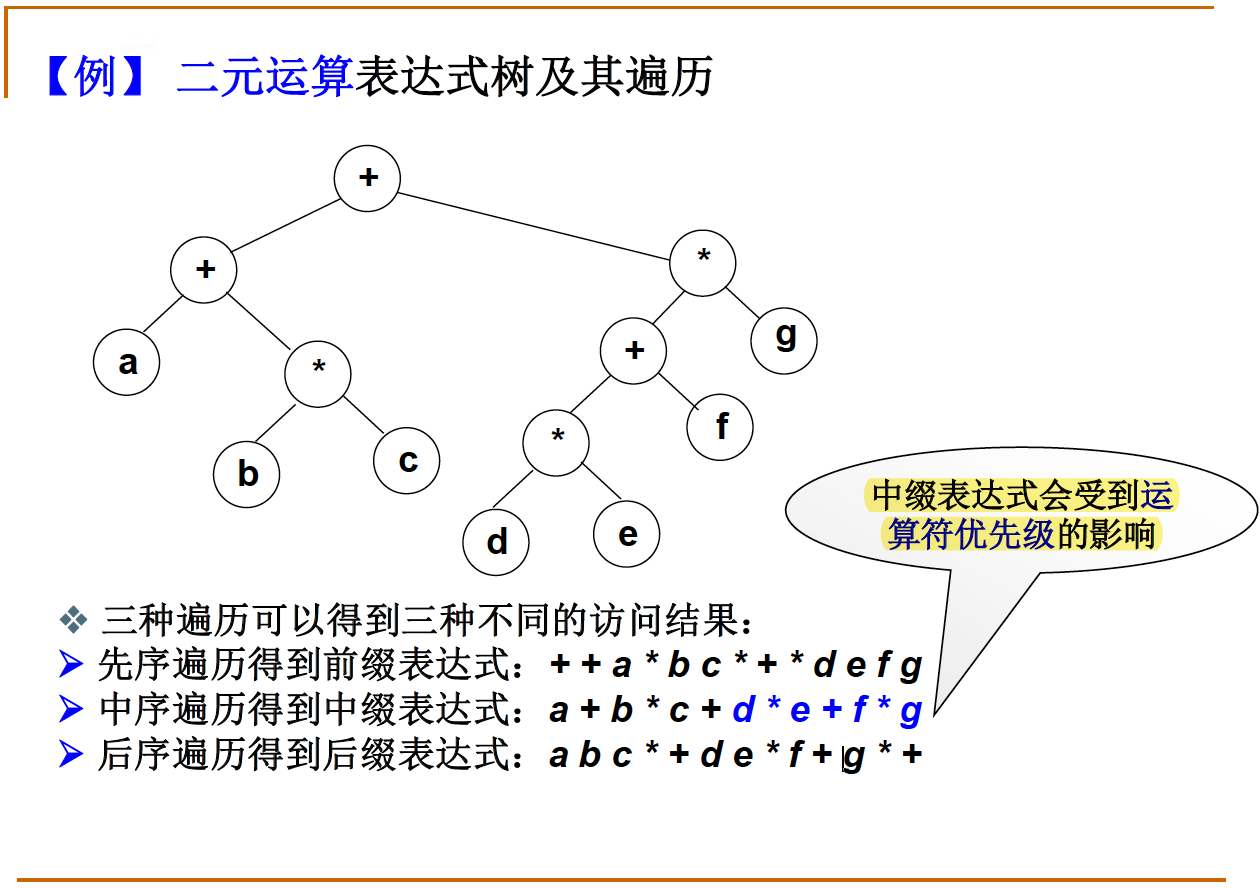 【例】 二元运算表达式树及其遍历
+
+
*
a
*
+
g
b
c
*
f
d
e
中缀表达式会受到运
算符优先级的影响
三种遍历可以得到三种不同的访问结果：
先序遍历得到前缀表达式：+ + a * b c * + * d e f g
中序遍历得到中缀表达式：a + b * c + d * e + f * g
后序遍历得到后缀表达式：a b c * + d e * f + g * +